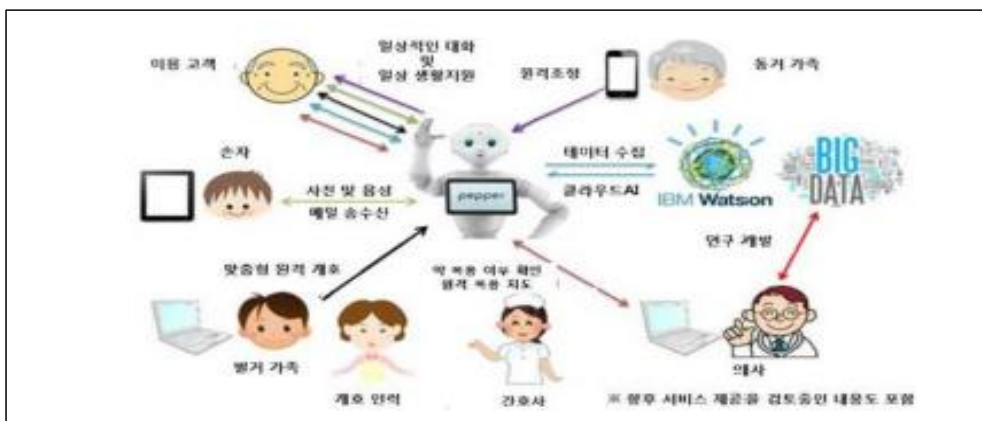 이용 고객
일상적인 대화
및
일상 생활지원
원격조정
동거 가족
손자
사진 및 음성
메일 송수신
pepper
데이터 수집
클라우드AI
IBM Watson
BIG
DATA
연구 개발
맞춤형 원격 개호
약 복용 여부 확인
원격 복용 지도
별거 가족
개호 인력
간호사
의사
※ 향후 서비스 제공을 검토중인 내용도 포함